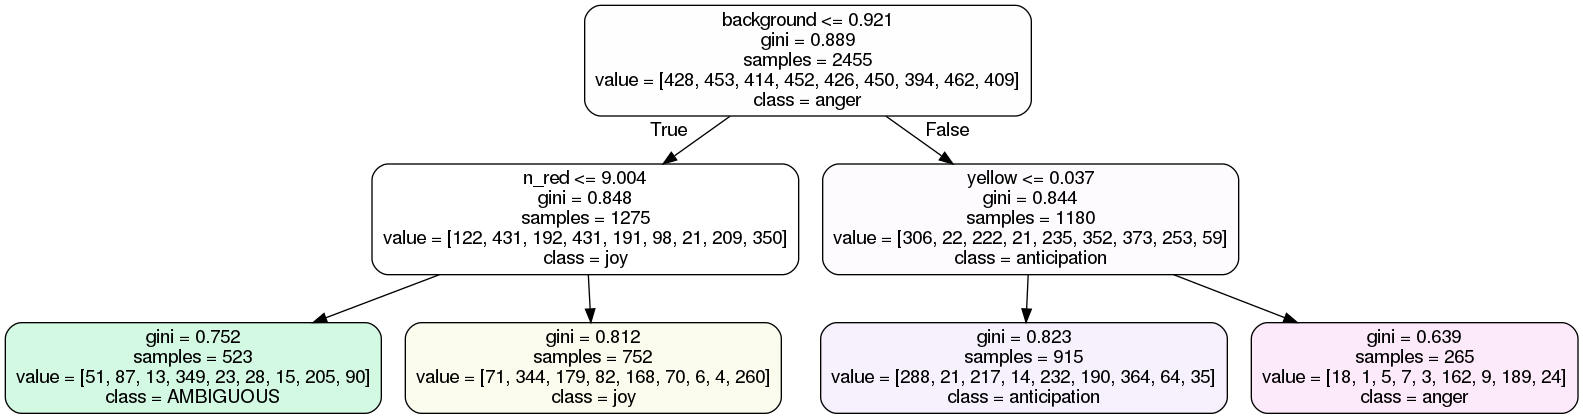 background <= 0.921
gini = 0.889
samples = 2455
value = [428, 453, 414, 452, 426, 450, 394, 462, 409]
class = anger
True
False
n_red <= 9.004
gini = 0.848
samples = 1275
value = [122, 431, 192, 431, 191, 98, 21, 209, 350]
class = joy
yellow <= 0.037
gini = 0.844
samples = 1180
value = [306, 22, 222, 21, 235, 352, 373, 253, 59]
class = anticipation
gini = 0.752
samples = 523
value = [51, 87, 13, 349, 23, 28, 15, 205, 90]
class = AMBIGUOUS
gini = 0.812
samples = 752
value = [71, 344, 179, 82, 168, 70, 6, 4, 260]
class = joy
gini = 0.823
samples = 915
value = [288, 21, 217, 14, 232, 190, 364, 64, 35]
class = anticipation
gini = 0.639
samples = 265
value = [18, 1, 5, 7, 3, 162, 9, 189, 24]
class = anger